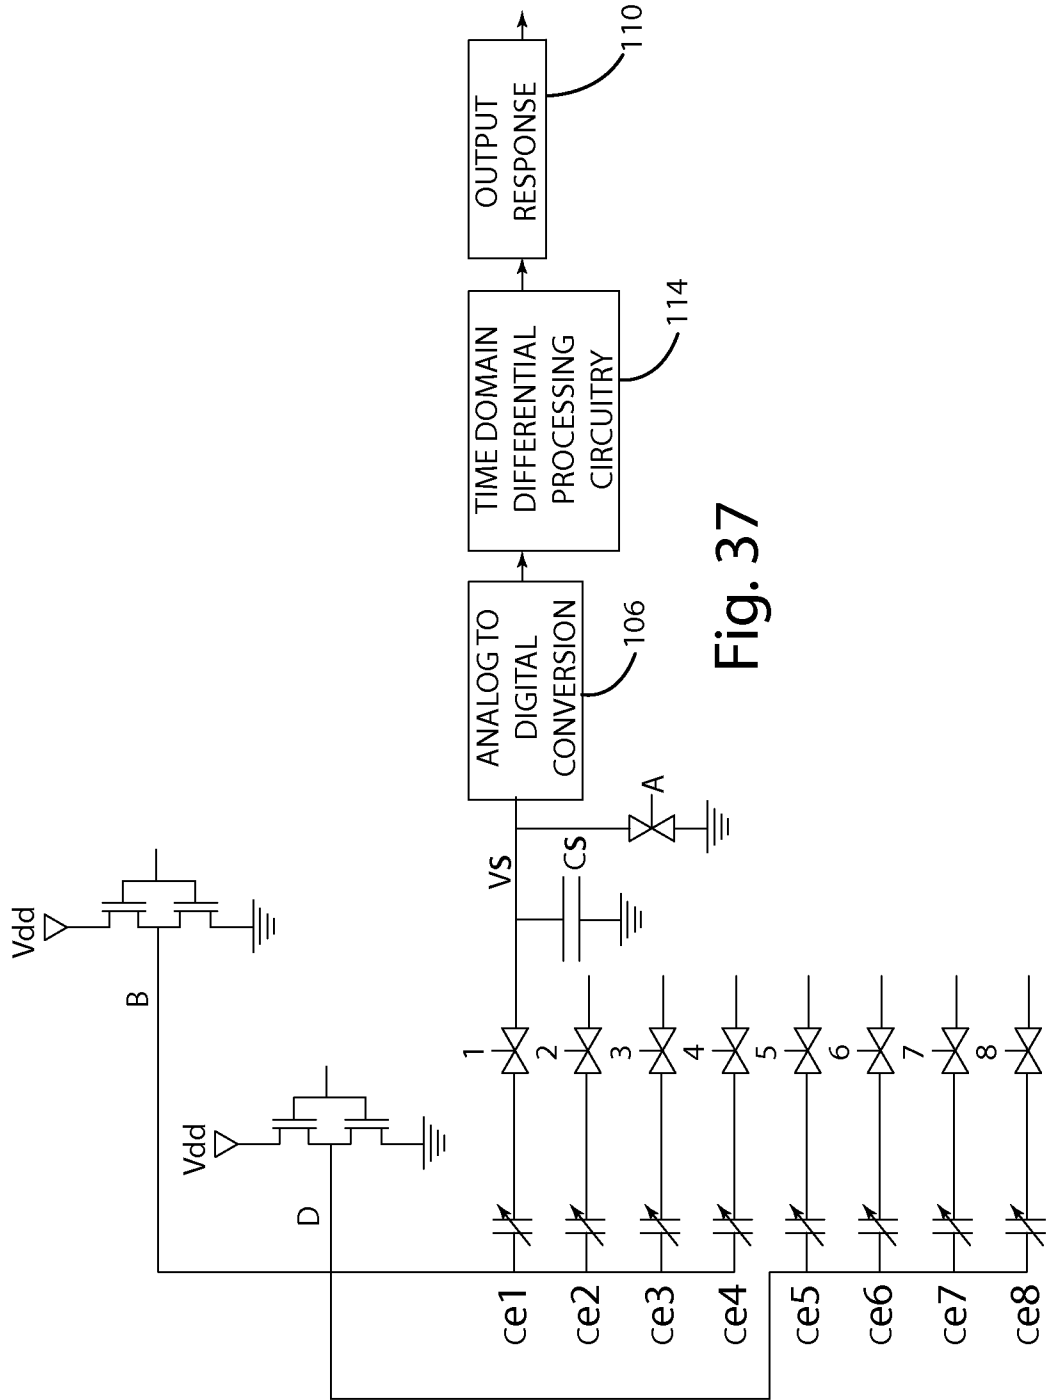 Vdd
B
Vdd
D
ce1
ce2
ce3
ce4
ce5
ce6
ce7
ce8
1
2
3
4
5
6
7
8
VS
CS
A
ANALOG TO
DIGITAL
CONVERSION
106
TIME DOMAIN
DIFFERENTIAL
PROCESSING
CIRCUITRY
114
OUTPUT
RESPONSE
110
Fig. 37